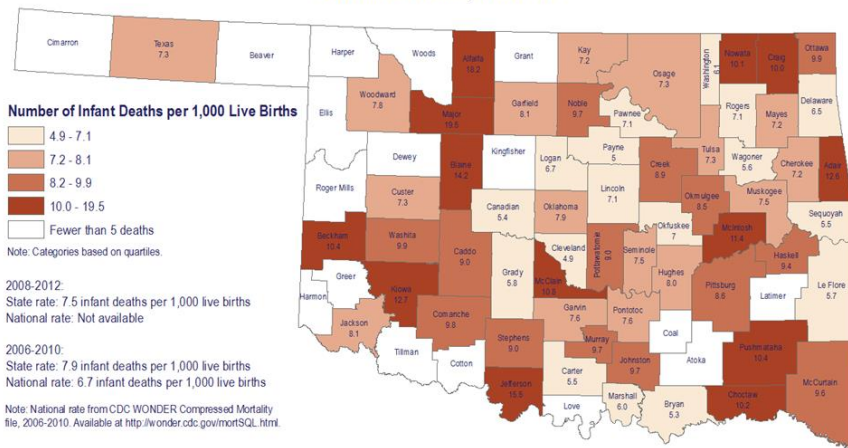 Cimarron
Texas
7.3
Beaver
Harper
Woods
Alfalfa
18.2
Grant
Kay
7.2
Osage
7.3
Washington
6.1
Nowata
10.1
Craig
10.0
Ottawa
9.9
Ellis
Woodward
7.8
Major
19.5
Garfield
8.1
Noble
9.7
Pawnee
7.1
Rogers
7.1
Mayes
7.2
Delaware
6.5
Number of Infant Deaths per 1,000 Live Births
4.9 - 7.1
7.2 - 8.1
8.2 - 9.9
10.0 - 19.5
Fewer than 5 deaths
Note: Categories based on quartiles.
2008-2012:
State rate: 7.5 infant deaths per 1,000 live births
National rate: Not available
2006-2010:
State rate: 7.9 infant deaths per 1,000 live births
National rate: 6.7 infant deaths per 1,000 live births
Note: National rate from CDC WONDER Compressed Mortality
file, 2006-2010. Available at http://wonder.cdc.gov/mortSQL.html.
Dewey
Blaine
14.2
Kingfisher
Logan
6.7
Payne
5
Creek
8.9
Tulsa
7.3
Wagoner
5.6
Cherokee
7.2
Adair
Roger Mills
Custer
7.3
Canadian
5.4
Oklahoma
7.9
Lincoln
7.1
Okmulgee
8.5
Muskogee
7.5
Sequoyah
5.5
Beckham
10.4
Washita
9.9
Caddo
9.0
Grady
5.8
Cleveland
4.9
McClain
Pottawatomie
9.0
Seminole
7.5
Okfuskee
7
McIntosh
11.4
Haskell
9.4
Greer
Kiowa
12.7
Hughes
8.0
Pittsburg
Latimer
Le Flore
5.7
Harmon
Jackson
8.1
Comanche
9.8
Stephens
9.0
Garvin
7.6
Pontotoc
7.6
Coal
Pushmataha
10.4
Tillman
Cotton
Murray
9.7
Johnston
9.7
Atoka
McCurtain
9.6
Jefferson
15.5
Carter
5.5
Love
Marshall
6.0
Bryan
5.3
Choctaw
10.2